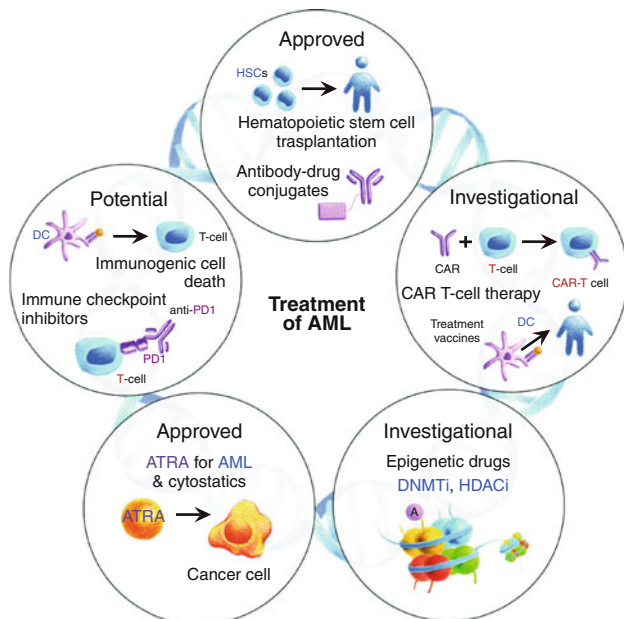 Approved
HSCs
Hematopoietic stem cell
trasplantation
Antibody-drug
conjugates
Potential
DC
T-cell
Immunogenic cell
death
Immune checkpoint
inhibitors
anti-PD1
PD1
T-cell
Treatment
of AML
Investigational
CAR
+
T-cell
CAR-T cell
CAR T-cell therapy
Treatment
vaccines
DC
Approved
ATRA for AML
& cytostatics
ATRA
Cancer cell
Investigational
Epigenetic drugs
DNMTi, HDACi
A